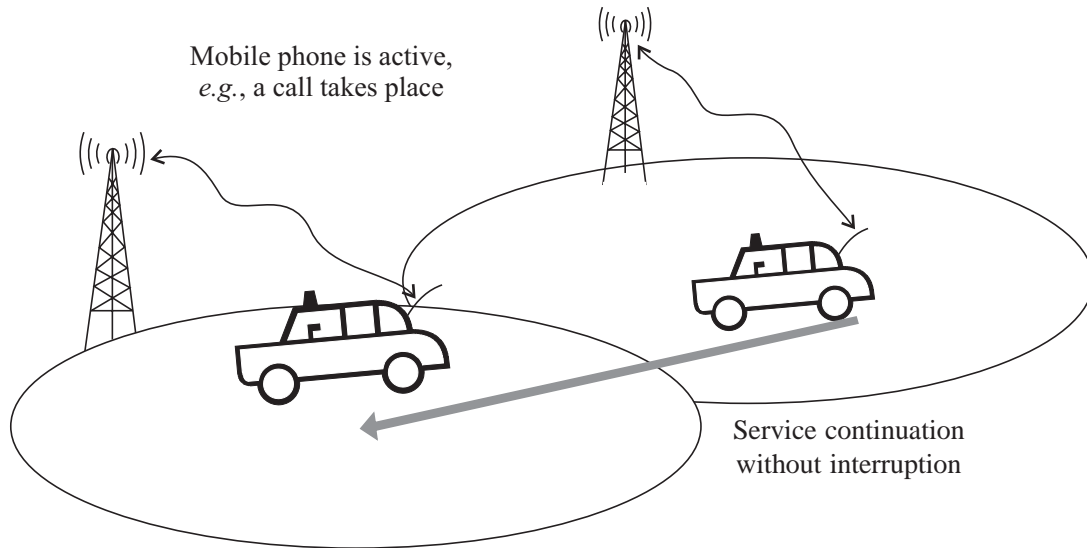 Mobile phone is active,
e.g., a call takes place
Service continuation
without interruption